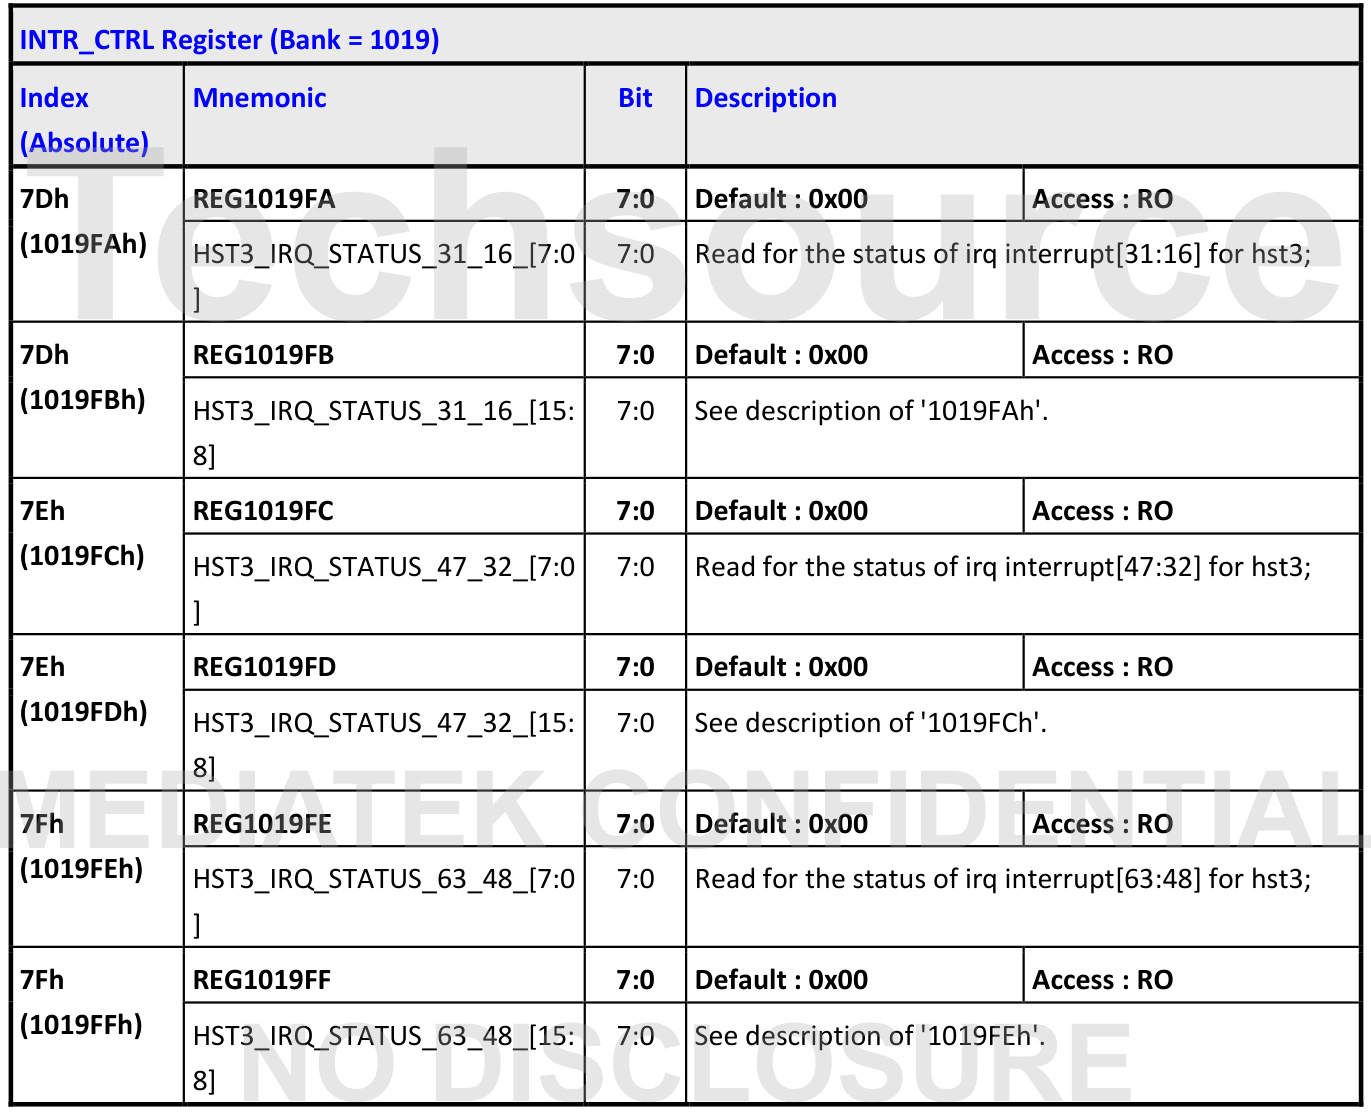 INTR_CTRL Register (Bank = 1019)
Index
(Absolute)
Mnemonic
Bit
Description
7Dh
(1019FAh)
REG1019FA
7:0
Default : 0x00
Access : RO
HST3_IRQ_STATUS_31_16_[7:0
]
7:0
Read for the status of irq interrupt[31:16] for hst3;
7Dh
(1019FBh)
REG1019FB
7:0
Default : 0x00
Access : RO
HST3_IRQ_STATUS_31_16_[15:
8]
7:0
See description of '1019FAh'.
7Eh
(1019FCh)
REG1019FC
7:0
Default : 0x00
Access : RO
HST3_IRQ_STATUS_47_32_[7:0
]
7:0
Read for the status of irq interrupt[47:32] for hst3;
7Eh
(1019FDh)
REG1019FD
7:0
Default : 0x00
Access : RO
HST3_IRQ_STATUS_47_32_[15:
8]
7:0
See description of '1019FCh'.
7Fh
(1019FEh)
REG1019FE
7:0
Default : 0x00
Access : RO
HST3_IRQ_STATUS_63_48_[7:0
]
7:0
Read for the status of irq interrupt[63:48] for hst3;
7Fh
(1019FFh)
REG1019FF
7:0
Default : 0x00
Access : RO
HST3_IRQ_STATUS_63_48_[15:
8]
7:0
See description of '1019FEh'.
Techsource
MEDIATEK CONFIDENTIAL
NO DISCLOSURE